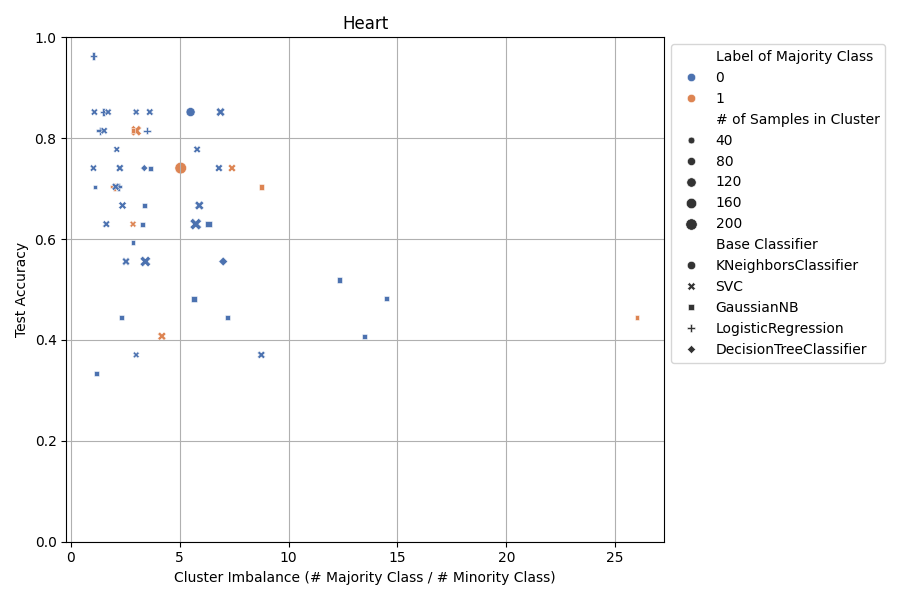 Heart
1.0
0.8
0.6
0.4
0.2
0.0
Test Accuracy
0
5
10
15
20
25
Cluster Imbalance (# Majority Class / # Minority Class)
Label of Majority Class
0
1
# of Samples in Cluster
40
80
120
160
200
Base Classifier
KNeighborsClassifier
SVC
GaussianNB
LogisticRegression
DecisionTreeClassifier